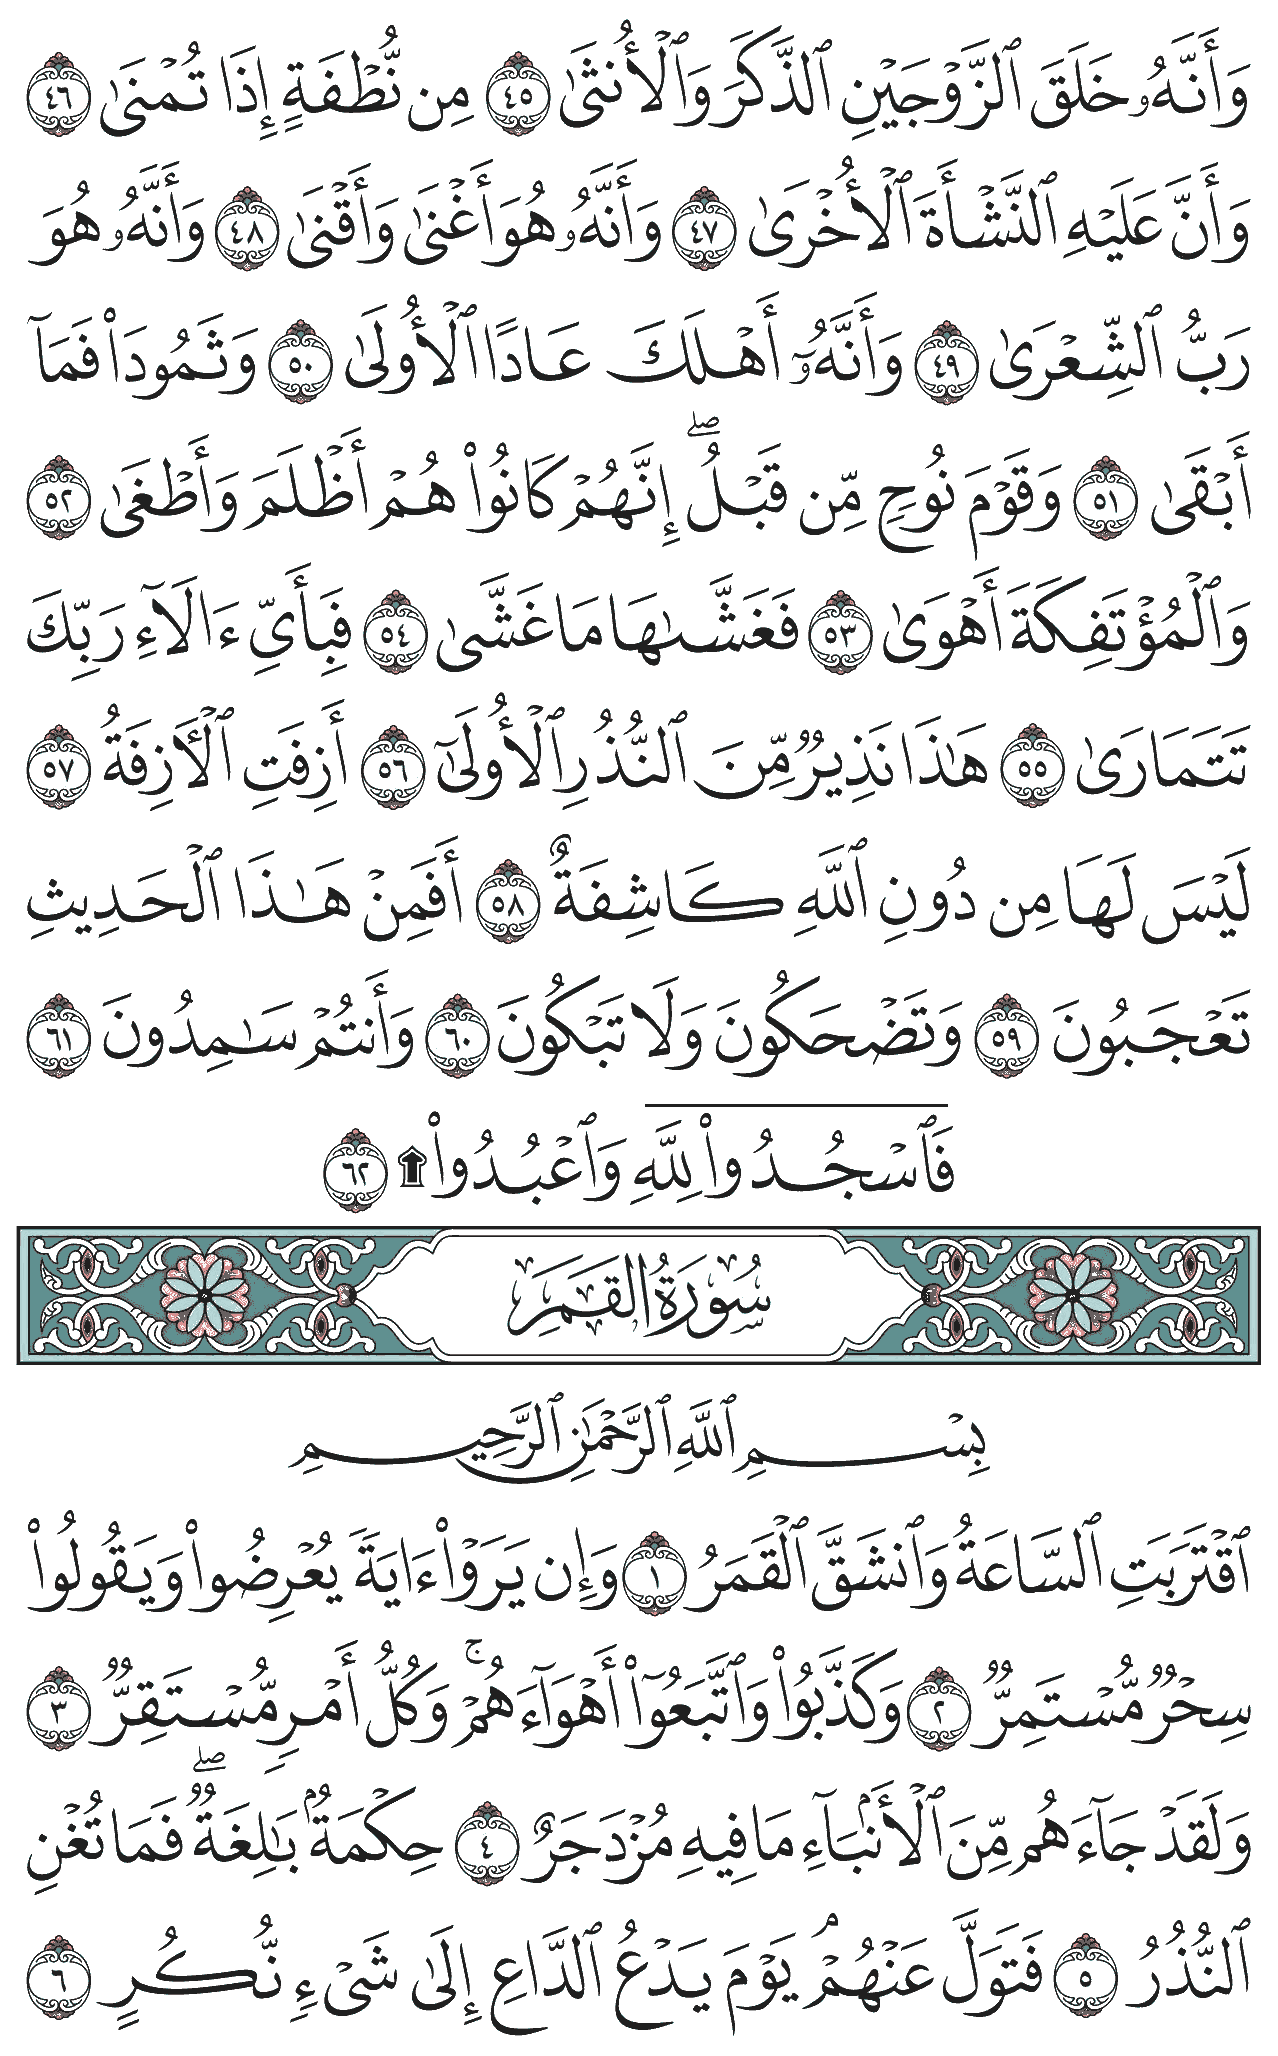 وَأَنَّهُۥ خَلَقَ ٱلزَّوۡجَيۡنِ ٱلذَّكَرَ وَٱلۡأُنثَىٰ ٤٥ مِن نُّطۡفَةٍ إِذَا تُمۡنَىٰ ٤٦
وَأَنَّ عَلَيۡهِ ٱلنَّشۡأَةَ ٱلۡأُخۡرَىٰ ٤٧ وَأَنَّهُۥ هُوَ أَغۡنَىٰ وَأَقۡنَىٰ ٤٨ وَأَنَّهُۥ هُوَ
رَبُّ ٱلشِّعۡرَىٰ ٤٩ وَأَنَّهُۥٓ أَهۡلَكَ عَادًا ٱلۡأُولَىٰ ٥٠ وَثَمُودَاْ فَمَآ
أَبۡقَىٰ ٥١ وَقَوۡمَ نُوحٖ مِّن قَبۡلُۖ إِنَّهُمۡ كَانُواْ هُمۡ أَظۡلَمَ وَأَطۡغَىٰ ٥٢
وَٱلۡمُؤۡتَفِكَةَ أَهۡوَىٰ ٥٣ فَغَشَّىٰهَا مَا غَشَّىٰ ٥٤ فَبِأَيِّ ءَالَآءِ رَبِّكَ
تَتَمَارَىٰ ٥٥ هَٰذَا نَذِيرٞ مِّنَ ٱلنُّذُرِ ٱلۡأُولَىٰٓ ٥٦ أَزِفَتِ ٱلۡأٓزِفَةُ ٥٧
لَيۡسَ لَهَا مِن دُونِ ٱللَّهِ كَاشِفَةٌ ٥٨ أَفَمِنۡ هَٰذَا ٱلۡحَدِيثِ
تَعۡجَبُونَ ٥٩ وَتَضۡحَكُونَ وَلَا تَبۡكُونَ ٦٠ وَأَنتُمۡ سَٰمِدُونَ ٦١
فَٱسۡجُدُواْۤ لِلَّهِۤ وَٱعۡبُدُواْ۩ ٦٢
سُورَةُ القَمَرِ
بِسۡمِ ٱللَّهِ ٱلرَّحۡمَٰنِ ٱلرَّحِيمِ
ٱقۡتَرَبَتِ ٱلسَّاعَةُ وَٱنشَقَّ ٱلۡقَمَرُ ١ وَإِن يَرَوۡاْ ءَايَةٗ يُعۡرِضُواْ وَيَقُولُواْ
سِحۡرٞ مُّسۡتَمِرّٞ ٢ وَكَذَّبُواْ وَٱتَّبَعُوٓاْ أَهۡوَآءَهُمۡۚ وَكُلُّ أَمۡرٖ مُّسۡتَقِرّٞ ٣
وَلَقَدۡ جَآءَهُم مِّنَ ٱلۡأَنۢبَآءِ مَا فِيهِ مُزۡدَجَرٌ ٤ حِكۡمَةُۢ بَٰلِغَةٞۖ فَمَا تُغۡنِ
ٱلنُّذُرُ ٥ فَتَوَلَّ عَنۡهُمۡۘ يَوۡمَ يَدۡعُ ٱلدَّاعِ إِلَىٰ شَيۡءٖ نُّكُرٍ ٦